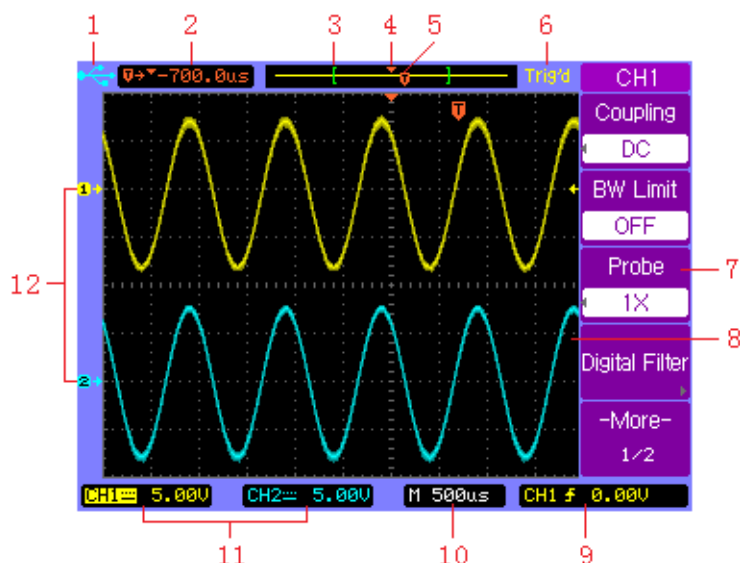 1 2 3 4 5 6
T→▼-700.0us T Trig'd CH1
T
Coupling
DC
1
BW Limit
OFF
12
Probe 7
1X
8
Digital Filter
2
-More-
1/2
CH1 5.00V CH2 5.00V M 500us CH1 0.00V
11 10 9